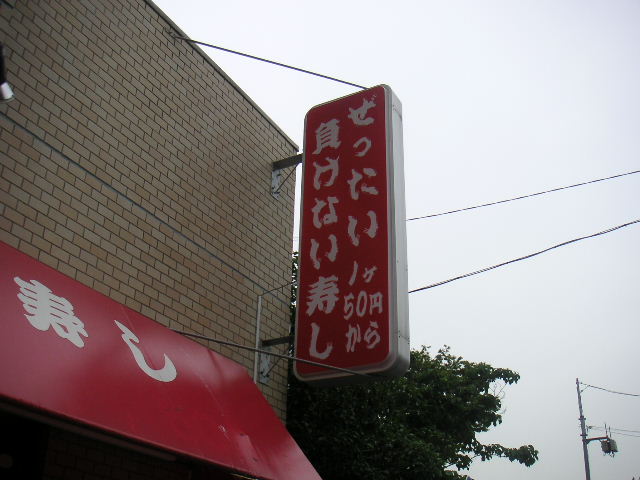 ぜったい
負けない寿し
1ヶ
50円
から
寿し